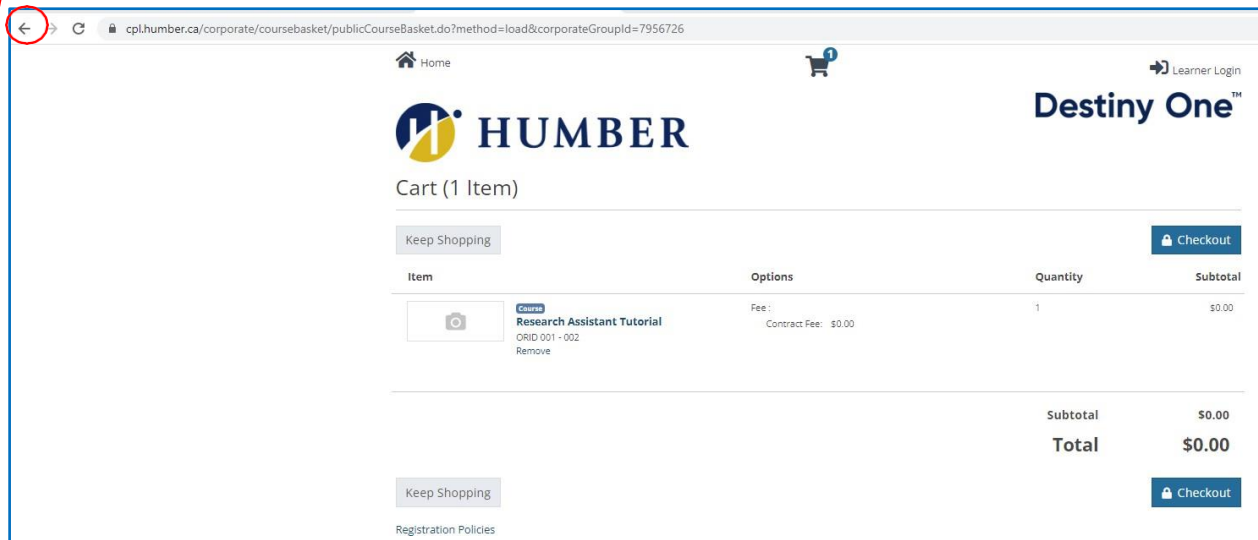 cpl.humber.ca/corporate/coursebasket/publicCourseBasket.do?method=load&corporateGroupId=7956726
Home
1
Learner Login
Destiny One™
H HUMBER
Cart (1 Item)
Keep Shopping
Checkout
Item Options Quantity Subtotal
Course Fee : 1 $0.00
Research Assistant Tutorial Contract Fee: $0.00
ORID 001 - 002
Remove
Subtotal $0.00
Total $0.00
Keep Shopping
Checkout
Registration Policies